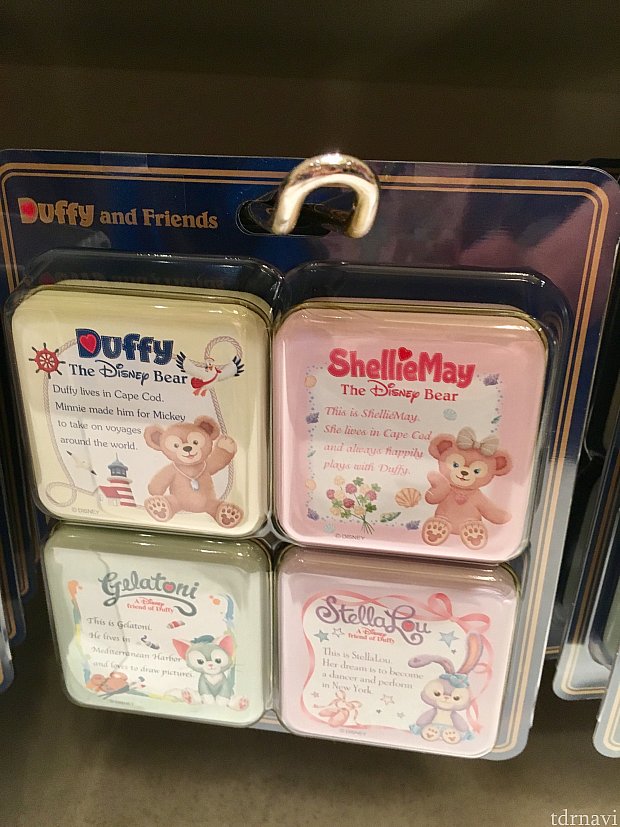 Duffy and Friends
Duffy
The Disney Bear
Duffy lives in Cape Cod.
Minnie made him for Mickey
to take on voyages
around the world.
© DISNEY
ShellieMay
The Disney Bear
This is ShellieMay.
She lives in Cape Cod
and always happily
plays with Duffy.
© DISNEY
Gelatoni
A Disney
friend of Duffy
This is Gelatoni.
He lives in
Mediterranean Harbor
and loves to draw pictures.
© DISNEY
StellaLou
A Disney
friend of Duffy
This is StellaLou.
Her dream is to become
a dancer and perform
in New York.
© DISNEY
tdrnavi